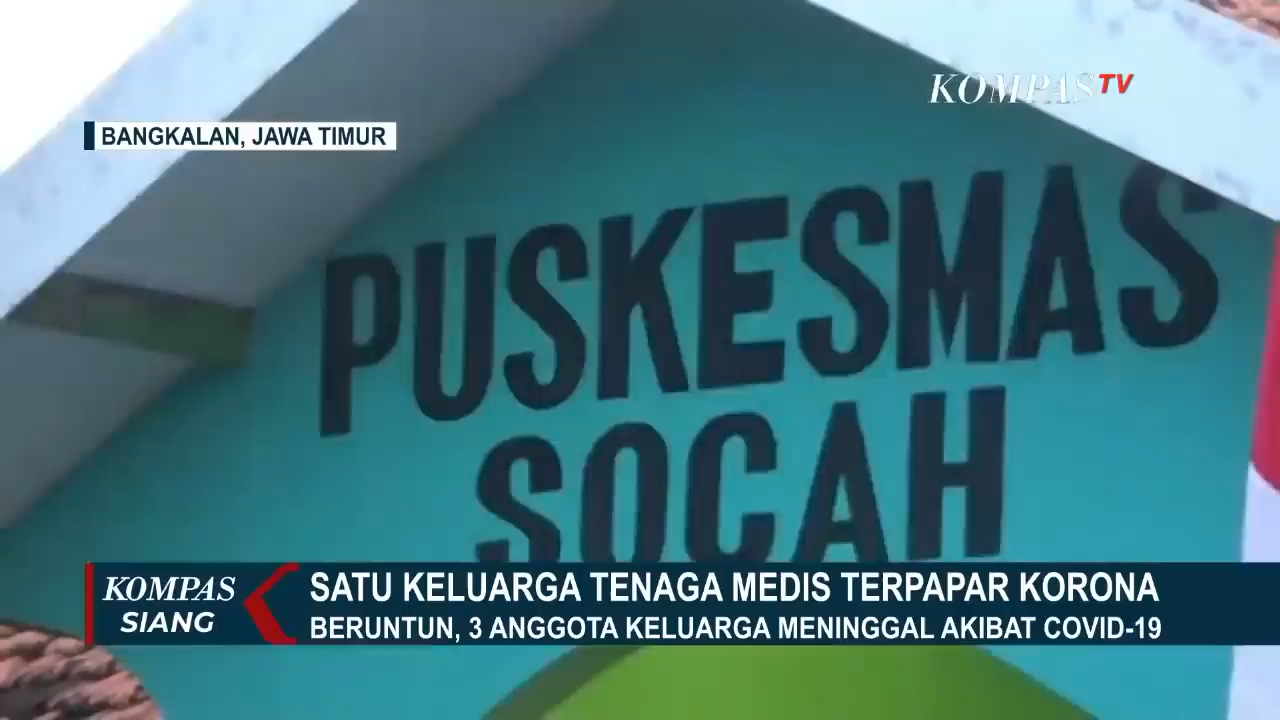 KOMPAS TV
BANGKALAN, JAWA TIMUR
PUSKESMAS
SOCAH
KOMPAS
SIANG
SATU KELUARGA TENAGA MEDIS TERPAPAR KORONA
BERUNTUN, 3 ANGGOTA KELUARGA MENINGGAL AKIBAT COVID-19